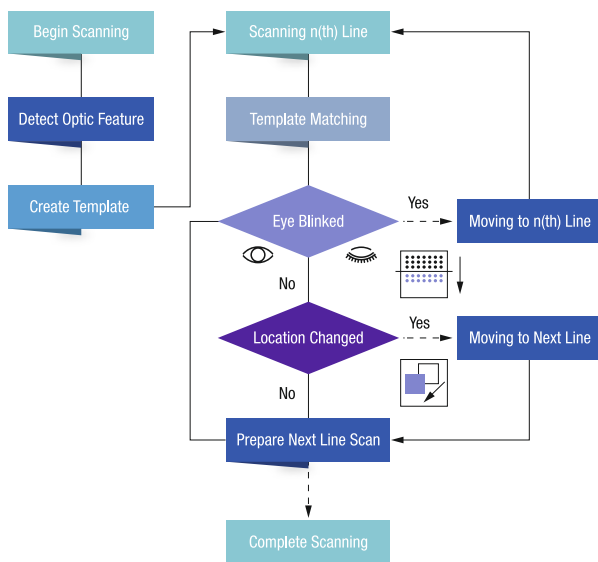 Begin Scanning
Scanning n(th) Line
Detect Optic Feature
Template Matching
Create Template
Eye Blinked
Yes
Moving to n(th) Line
No
Location Changed
Yes
Moving to Next Line
No
Prepare Next Line Scan
Complete Scanning